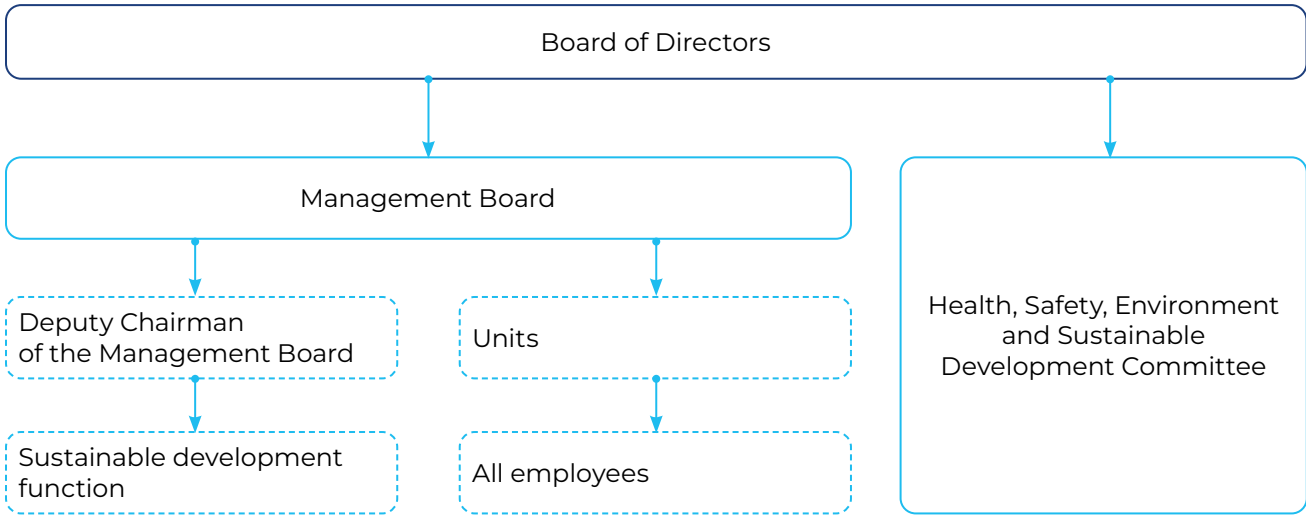 Board of Directors
Management Board
Deputy Chairman
of the Management Board
Units
Health, Safety, Environment
and Sustainable
Development Committee
Sustainable development
function
All employees